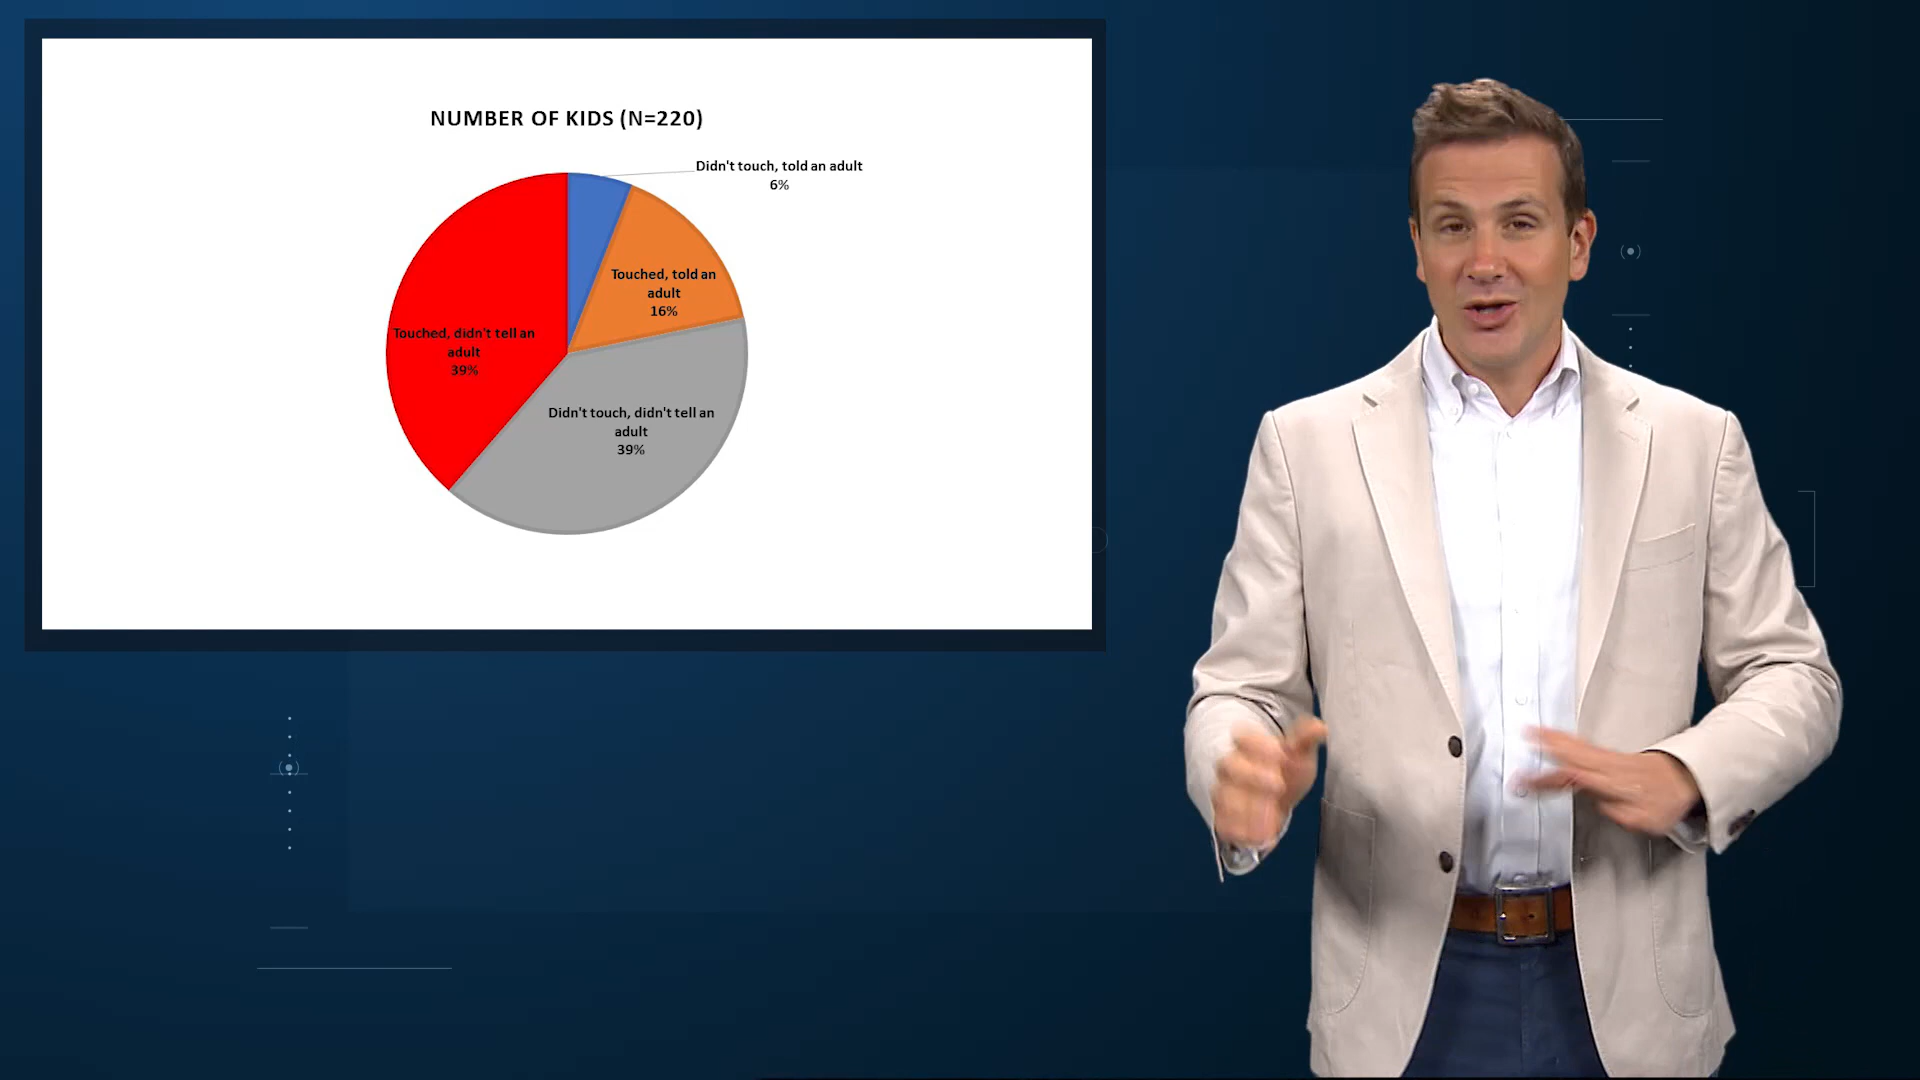 NUMBER OF KIDS (N=220)
Didn't touch, told an adult
6%
Touched, told an
adult
16%
Touched, didn't tell an
adult
39%
Didn't touch, didn't tell an
adult
39%